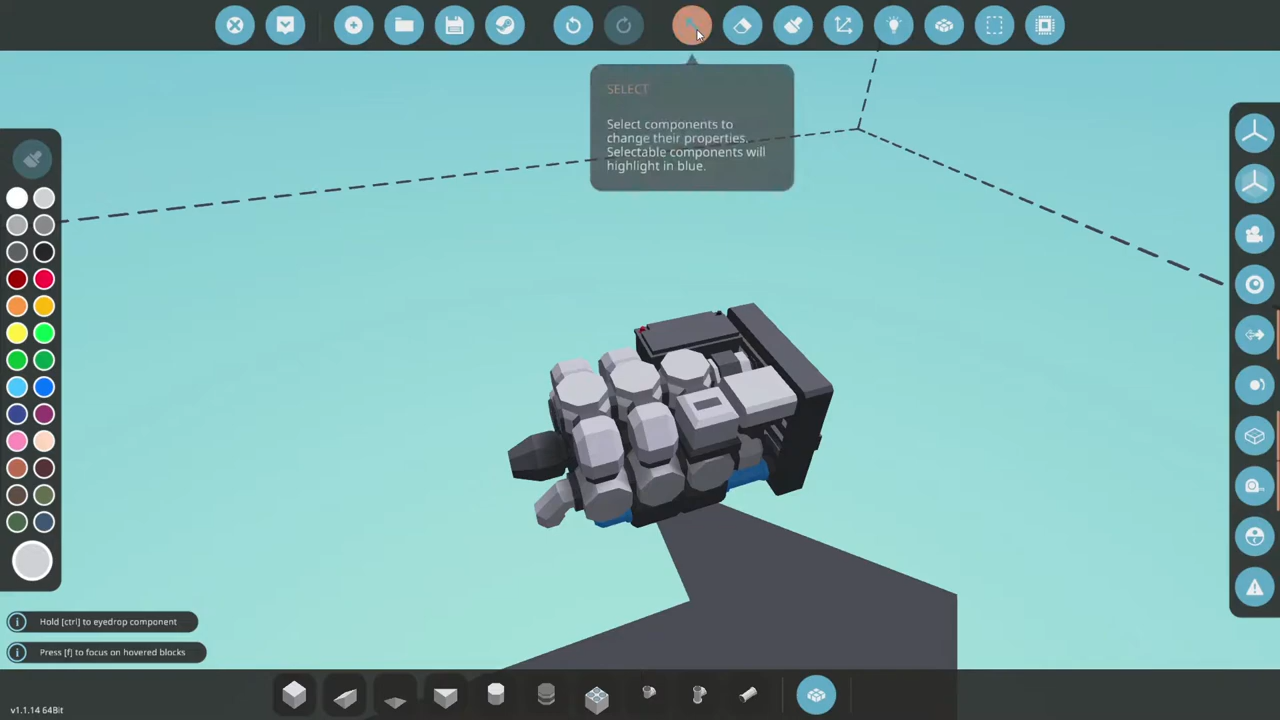 SELECT
Select components to
change their properties.
Selectable components will
highlight in blue.
Hold [ctrl] to eyedrop component
Press [f] to focus on hovered blocks
v1.1.14 64Bit